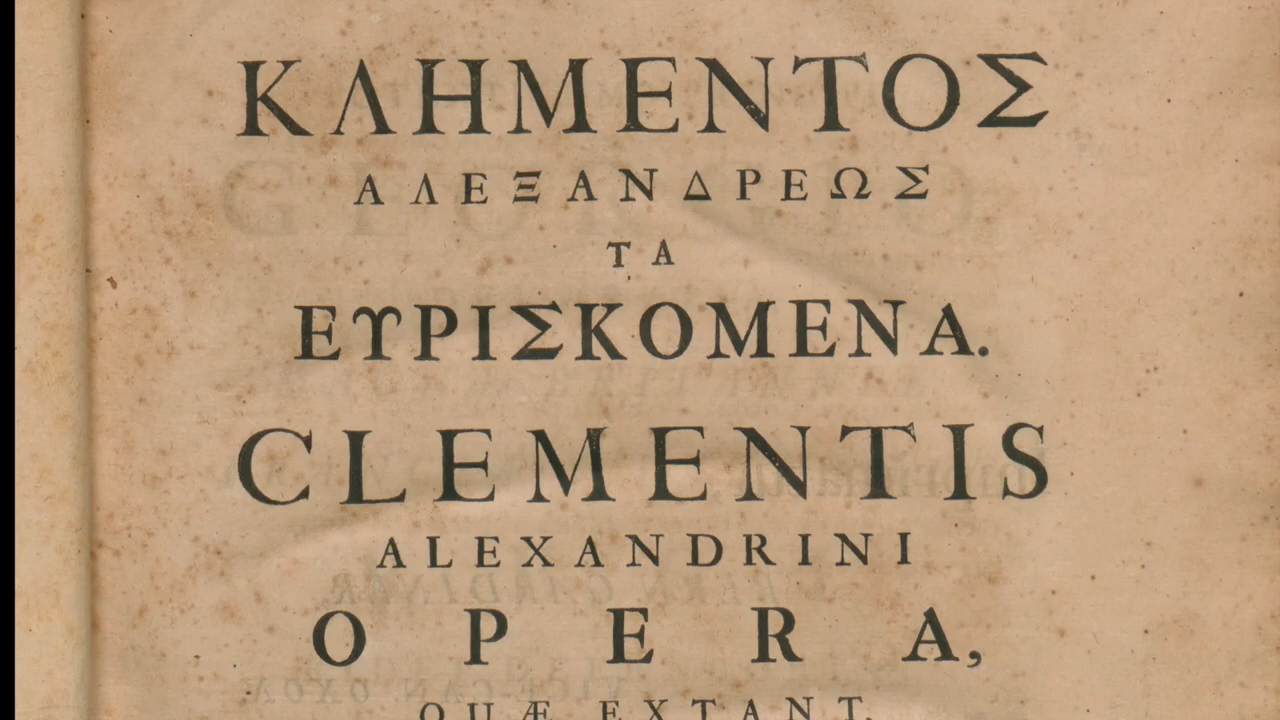 ΚΛΗΜΕΝΤΟΣ
ΑΛΕΞΑΝΔΡΕΩΣ
ΤΑ
ΕΥΡΙΣΚΟΜΕΝΑ.
CLEMENTIS
ALEXANDRINI
OPERA,
QUÆ EXTANT.